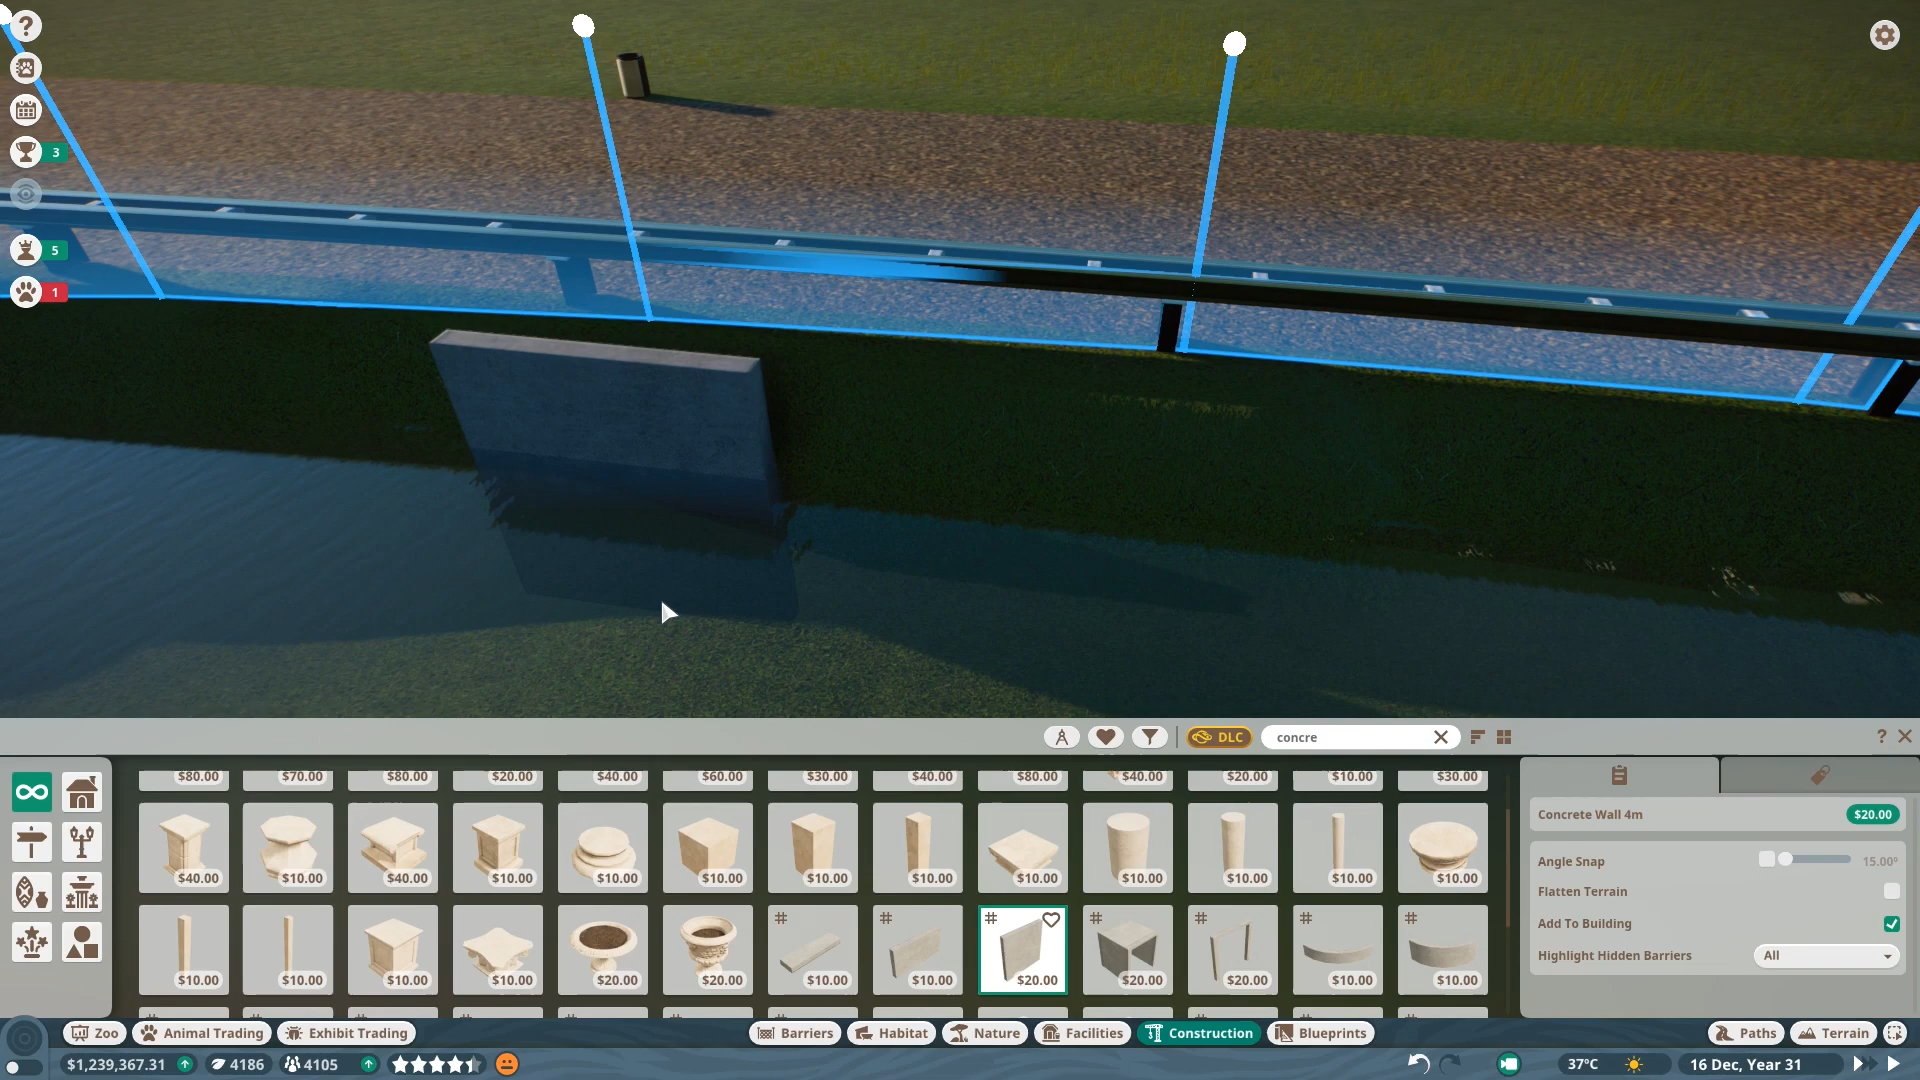 ?
3
5
1
DLC
concre
?
$80.00 $70.00 $80.00 $20.00 $40.00 $60.00 $30.00 $40.00 $80.00 $40.00 $20.00 $10.00 $30.00
$40.00 $10.00 $40.00 $10.00 $10.00 $10.00 $10.00 $10.00 $10.00 $10.00 $10.00 $10.00 $10.00
# # # # # # #
$10.00 $10.00 $10.00 $10.00 $20.00 $20.00 $10.00 $10.00 $20.00 $20.00 $20.00 $10.00 $10.00
Concrete Wall 4m $20.00
Angle Snap 15.00°
Flatten Terrain
Add To Building
Highlight Hidden Barriers All
Zoo Animal Trading Exhibit Trading Barriers Habitat Nature Facilities Construction Blueprints Paths Terrain
$1,239,367.31 4186 4105 37°C 16 Dec, Year 31